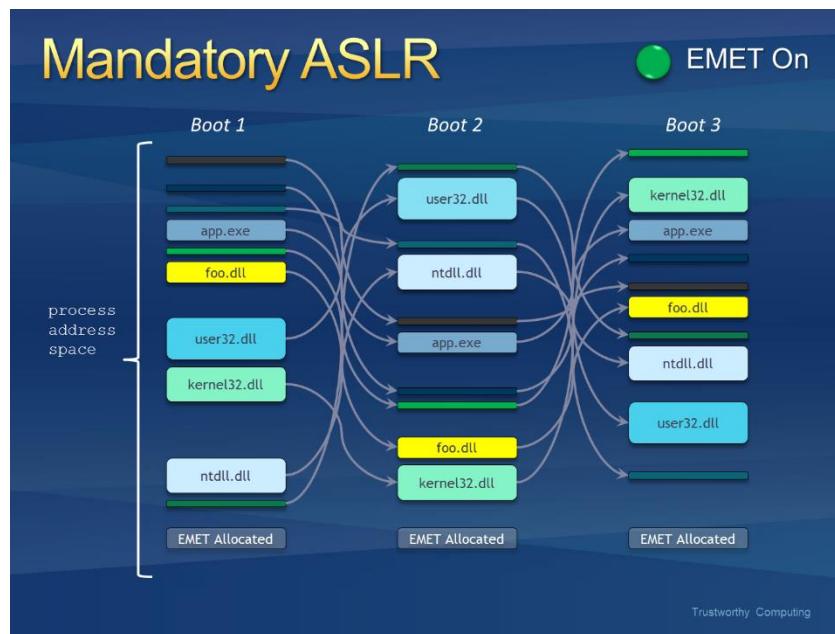 Mandatory ASLR
EMET On
Boot 1
Boot 2
Boot 3
process
address
space
app.exe
foo.dll
user32.dll
kernel32.dll
ntdll.dll
EMET Allocated
user32.dll
ntdll.dll
app.exe
foo.dll
kernel32.dll
EMET Allocated
kernel32.dll
app.exe
foo.dll
ntdll.dll
user32.dll
EMET Allocated
Trustworthy Computing